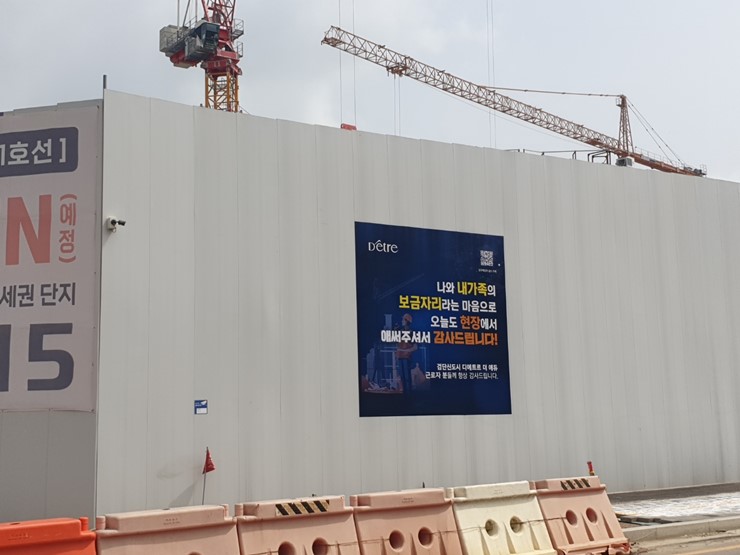 1호선]
N(예정)
세권 단지
15
D'être
나와 내가족의
보금자리라는 마음으로
오늘도 현장에서
애써주셔서 감사드립니다!
검단신도시 디에트르 더 에듀
근로자 분들께 항상 감사드립니다.